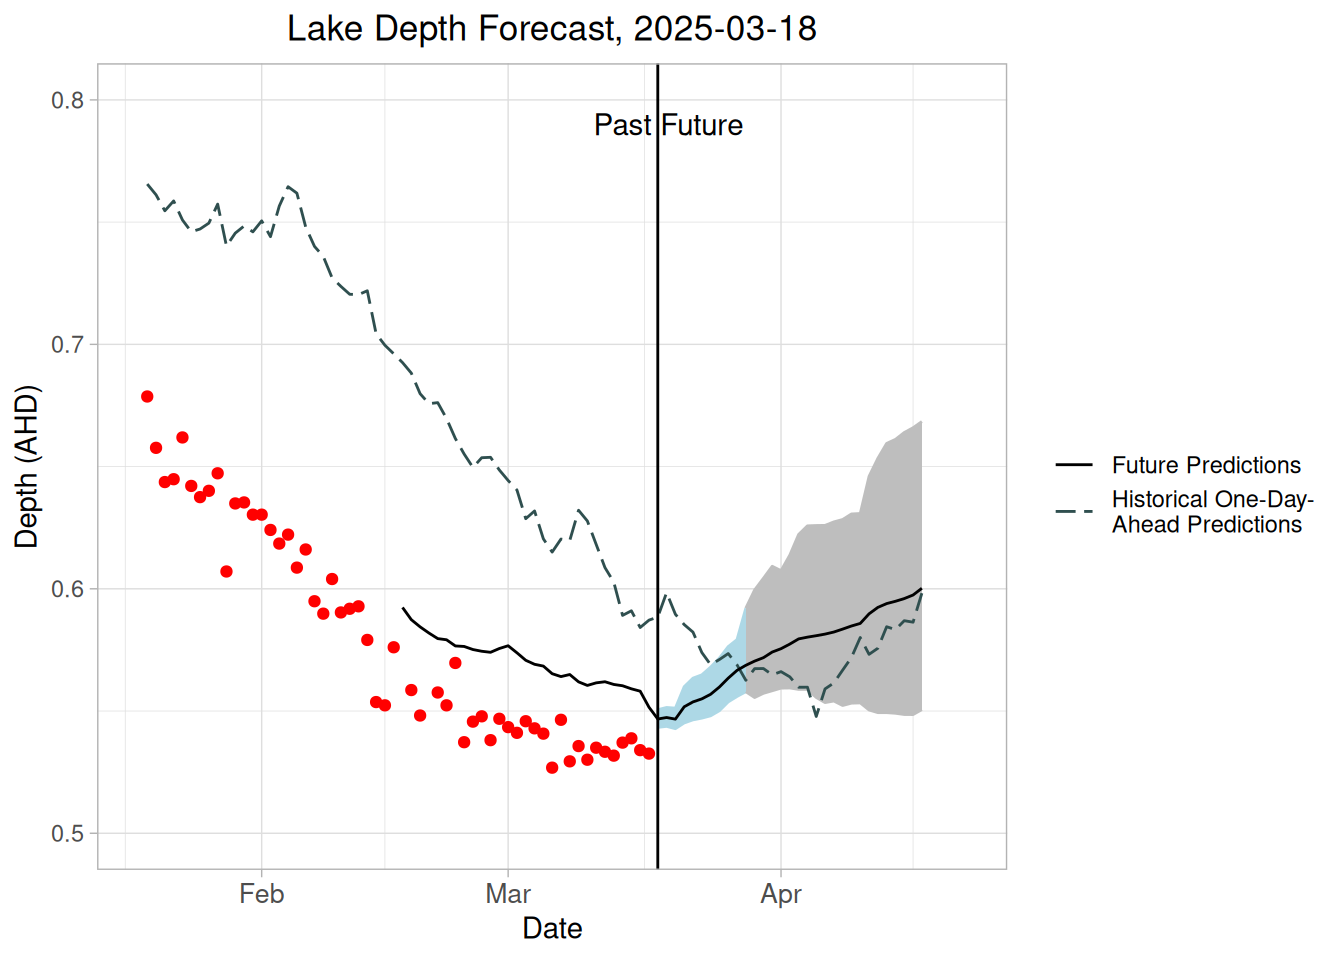 Lake Depth Forecast, 2025-03-18
Past Future
0.8
0.7
0.6
0.5
Depth (AHD)
Feb Mar Apr
Date
Future Predictions
Historical One-Day-
Ahead Predictions